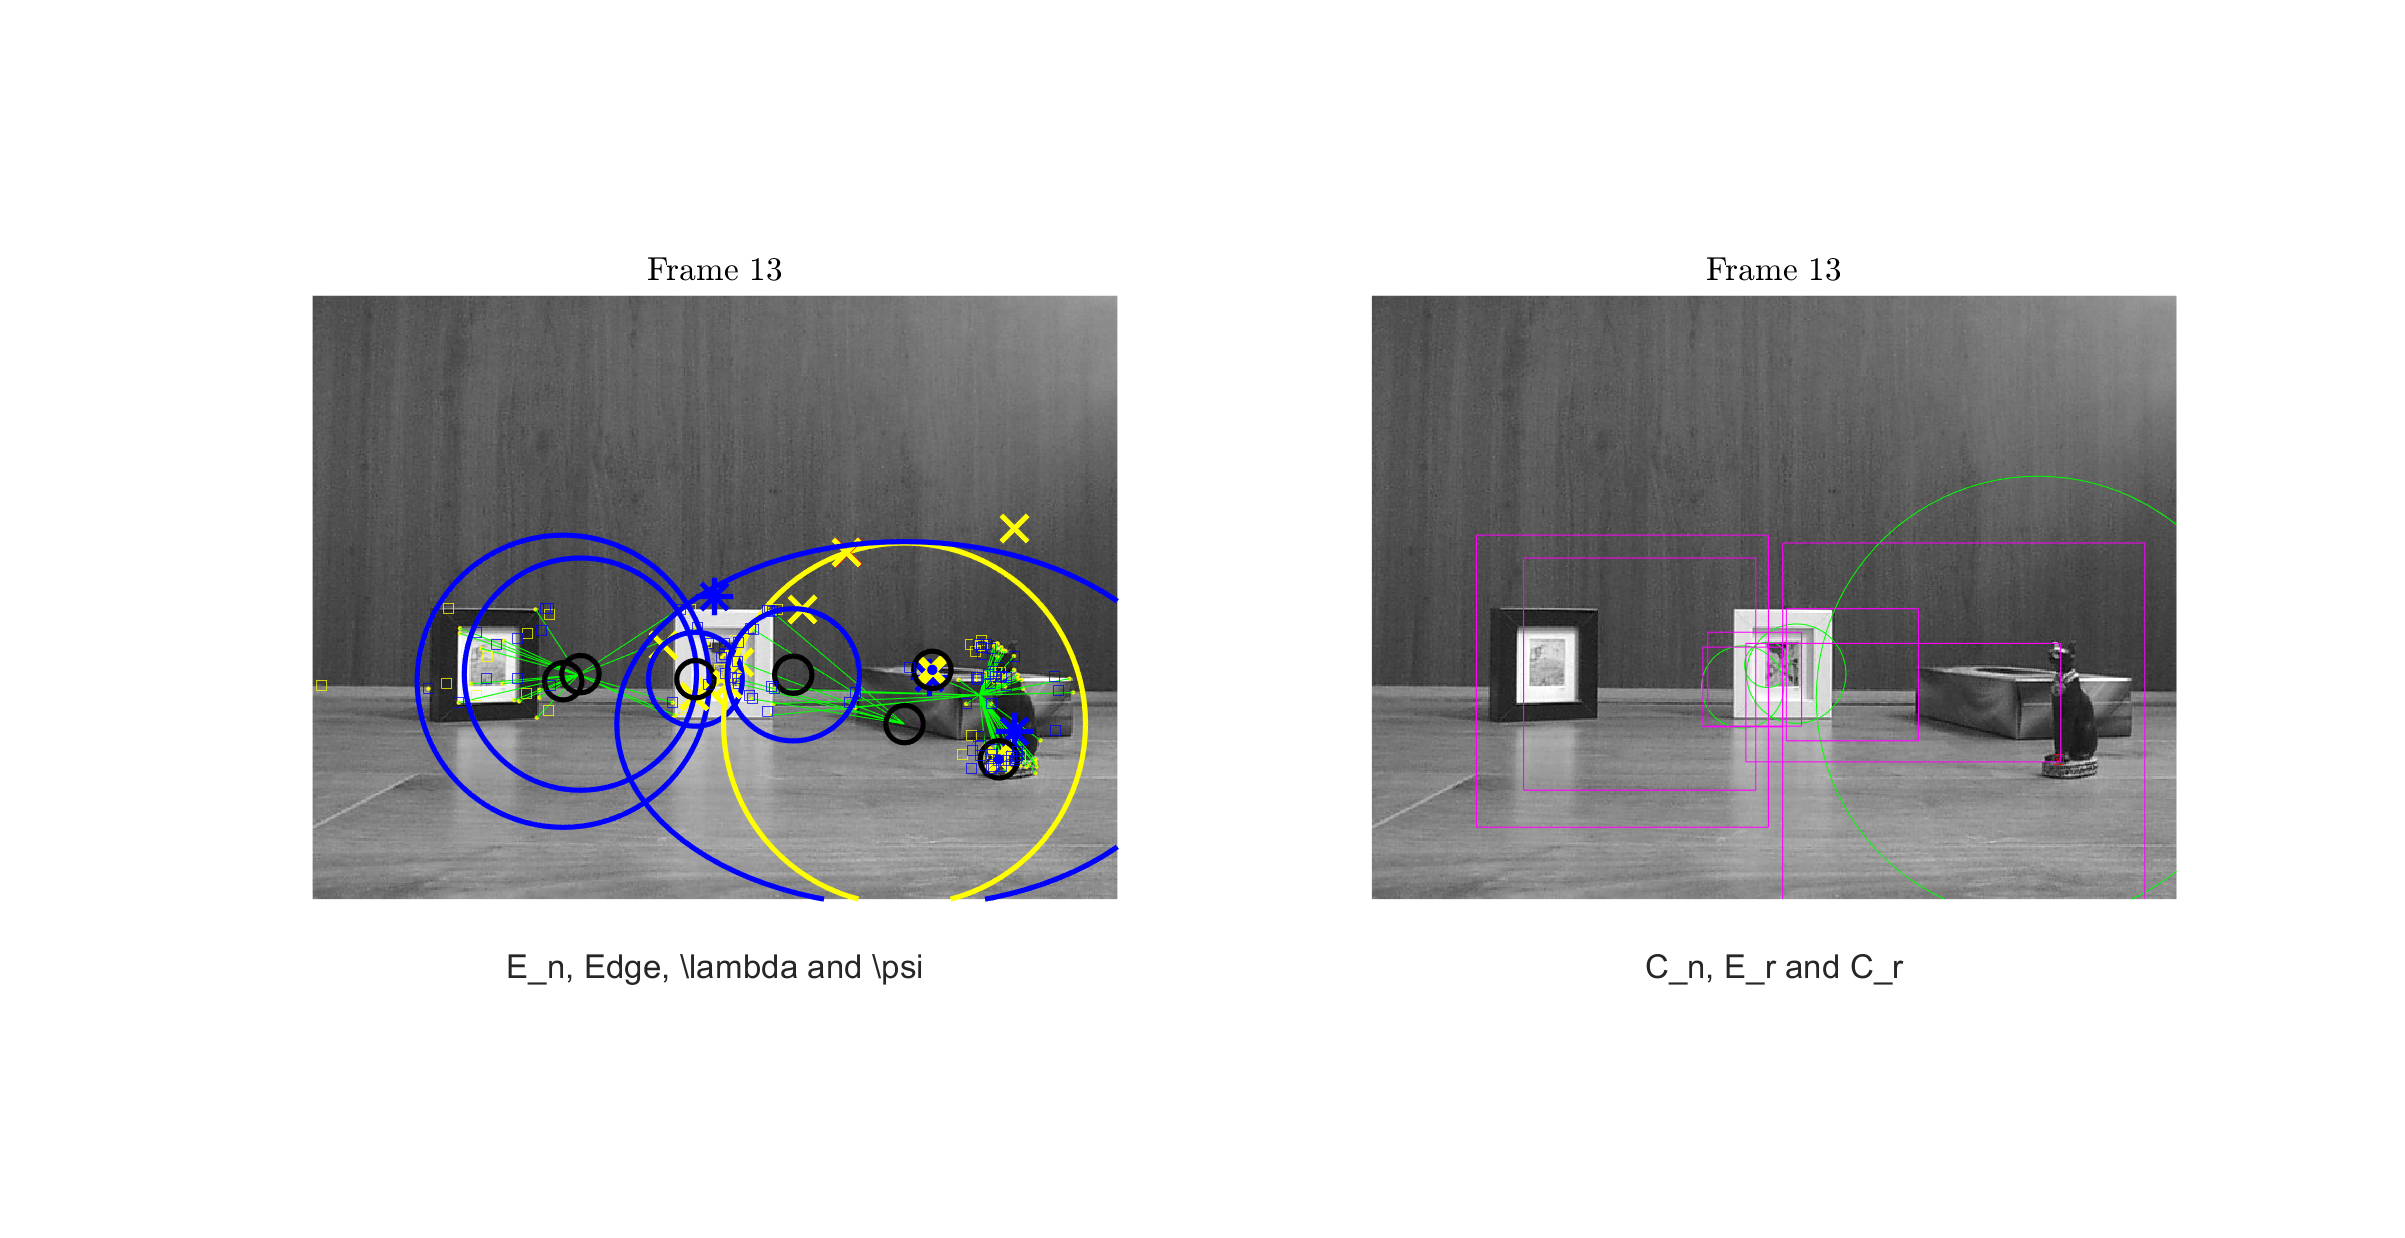 Frame 13
Frame 13
E_n, Edge, \lambda and \psi
C_n, E_r and C_r